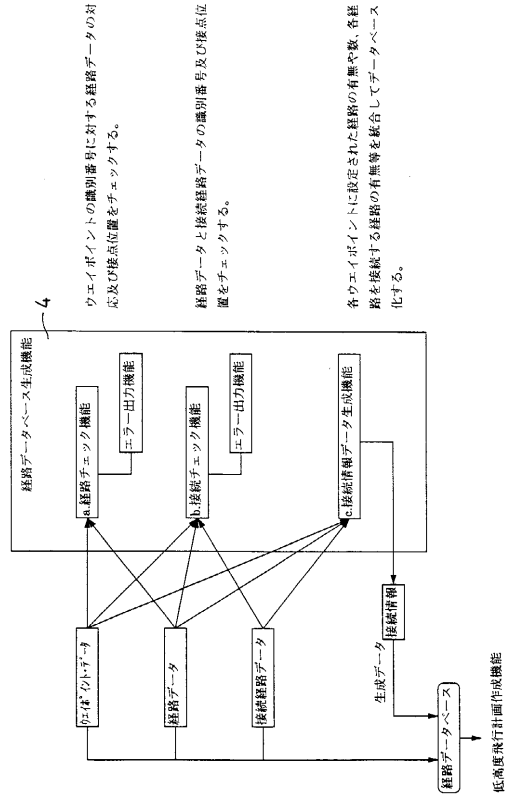 経路データベース生成機能
4
ウエイポイント・データ
経路データ
接続経路データ
a.経路チェック機能
エラー出力機能
b.接続チェック機能
エラー出力機能
c.接続情報データ生成機能
ウエイポイントの識別番号に対する経路データの対
応及び接点位置をチェックする。
経路データと接続経路データの識別番号及び接点位
置をチェックする。
各ウエイポイントに設定された経路の有無や数、各経
路を接続する経路の有無等を統合してデータベース
化する。
生成データ
接続情報
経路データベース
低高度飛行計画作成機能